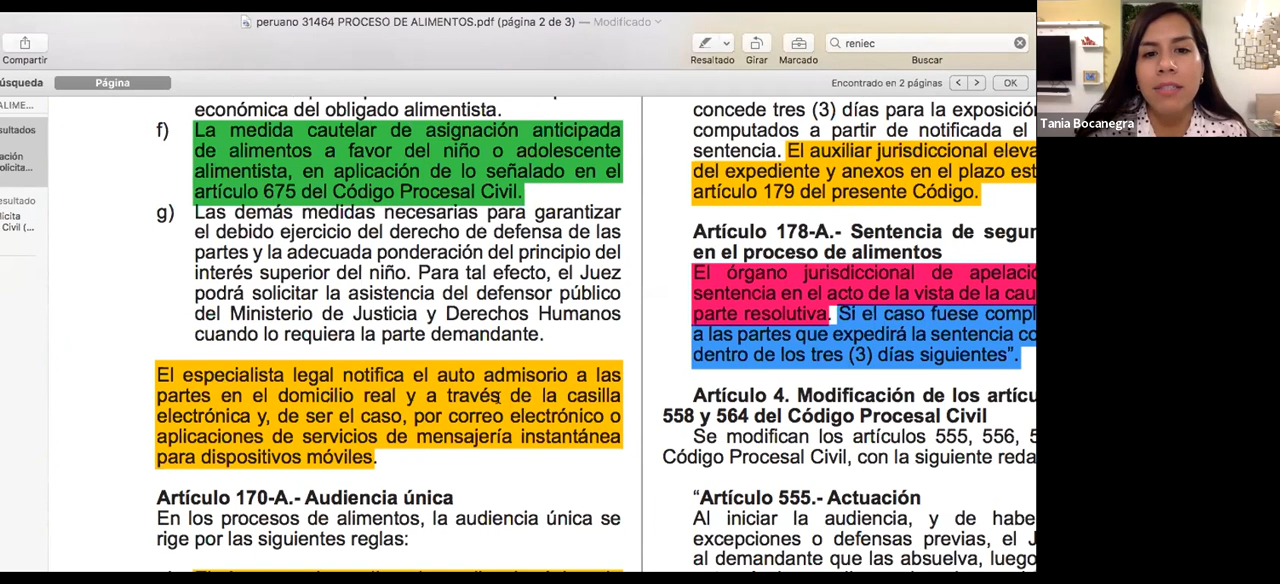 peruano 31464 PROCESO DE ALIMENTOS.pdf (página 2 de 3) — Modificado
reniec
Compartir
Resaltado
Girar
Marcado
Buscar
úsqueda
Página
Encontrado en 2páginas
OK
ALIME...
sultados
ación
olicita...
esultado
lícita
Civil (...
económica del obligado alimentista.
f) La medida cautelar de asignación anticipada
de alimentos a favor del niño o adolescente
alimentista, en aplicación de lo señalado en el
artículo 675 del Código Procesal Civil.
g) Las demás medidas necesarias para garantizar
el debido ejercicio del derecho de defensa de las
partes y la adecuada ponderación del principio del
interés superior del niño. Para tal efecto, el Juez
podrá solicitar la asistencia del defensor público
del Ministerio de Justicia y Derechos Humanos
cuando lo requiera la parte demandante.
El especialista legal notifica el auto admisorio a las
partes en el domicilio real y a través de la casilla
electrónica y, de ser el caso, por correo electrónico o
aplicaciones de servicios de mensajería instantánea
para dispositivos móviles.
Artículo 170-A.- Audiencia única
En los procesos de alimentos, la audiencia única se
rige por las siguientes reglas:
concede tres (3) días para la exposición
computados a partir de notificada el
sentencia. El auxiliar jurisdiccional eleva
del expediente y anexos en el plazo est
artículo 179 del presente Código.
Artículo 178-A.- Sentencia de segun
en el proceso de alimentos
El órgano jurisdiccional de apelació
sentencia en el acto de la vista de la cau
parte resolutiva. Si el caso fuese compl
a las partes que expedirá la sentencia co
dentro de los tres (3) días siguientes”.
Artículo 4. Modificación de los artícu
558 y 564 del Código Procesal Civil
Se modifican los artículos 555, 556, 5
Código Procesal Civil, con la siguiente reda
“Artículo 555.- Actuación
Al iniciar la audiencia, y de habe
excepciones o defensas previas, el J
al demandante que las absuelva, luego
Tania Bocanegra